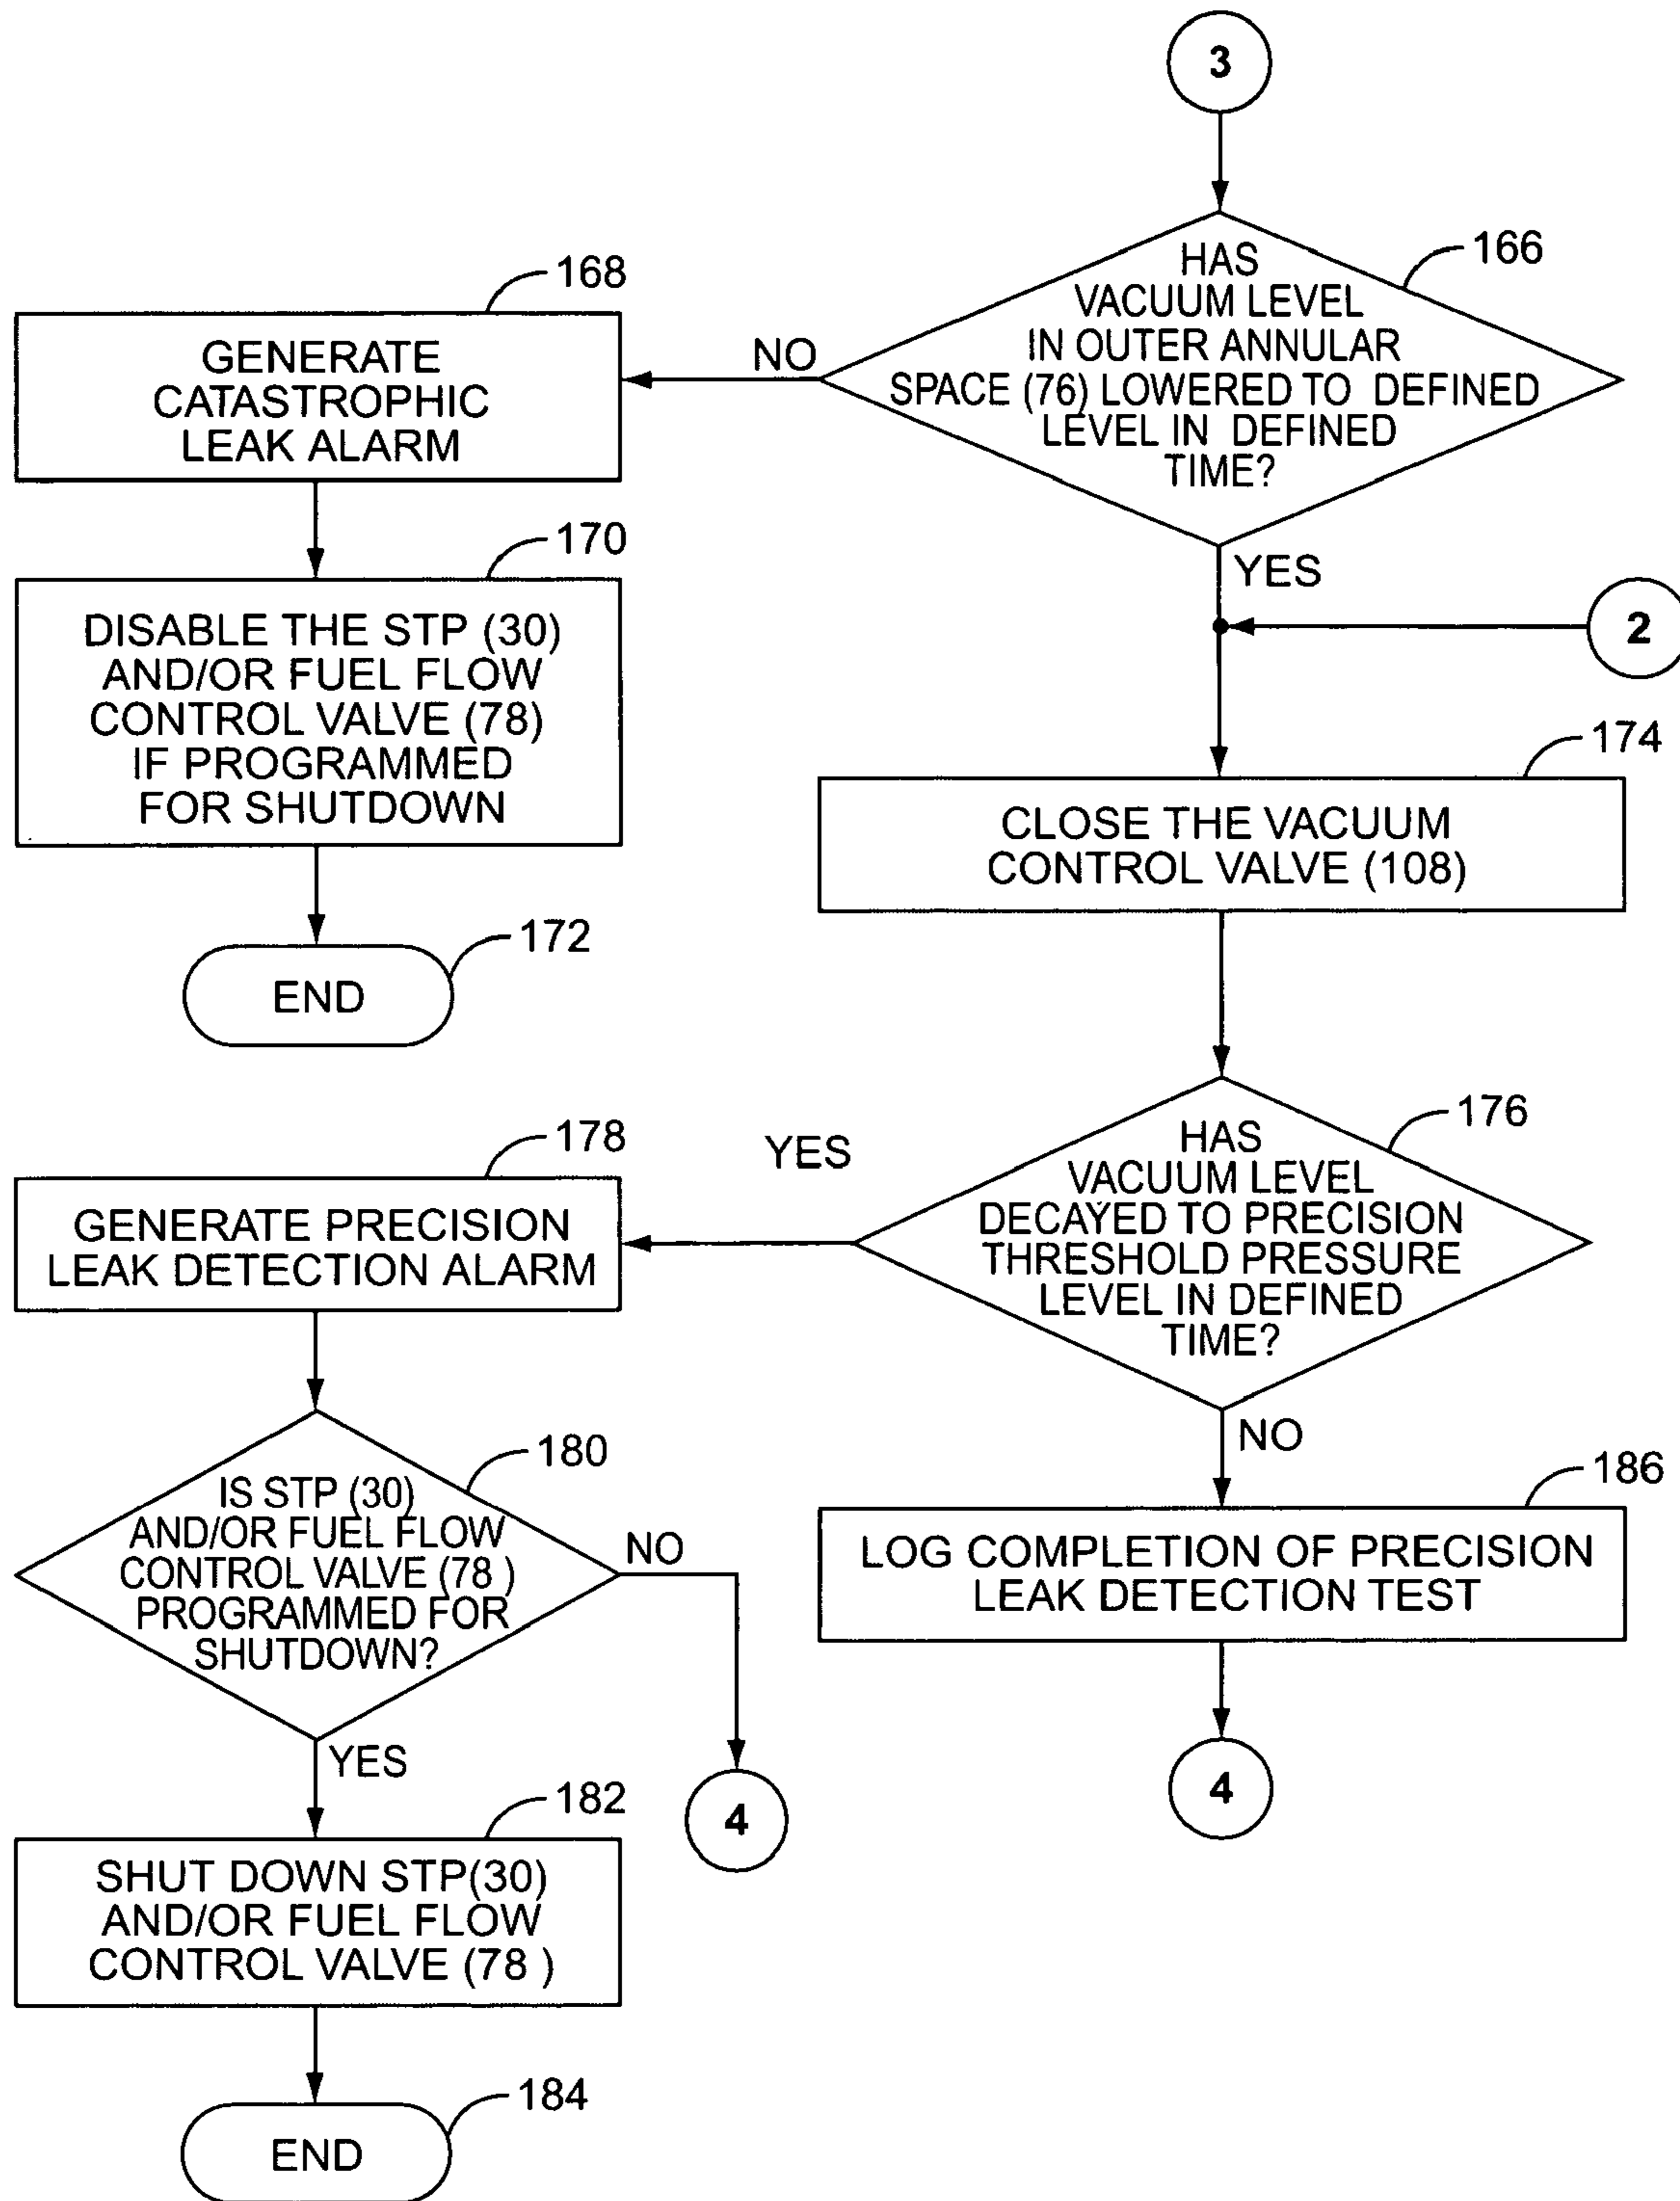 3
HAS
VACUUM LEVEL
IN OUTER ANNULAR
SPACE (76) LOWERED TO DEFINED
LEVEL IN DEFINED
TIME?
166
NO
YES
168
GENERATE
CATASTROPHIC
LEAK ALARM
170
DISABLE THE STP (30)
AND/OR FUEL FLOW
CONTROL VALVE (78)
IF PROGRAMMED
FOR SHUTDOWN
172
END
2
174
CLOSE THE VACUUM
CONTROL VALVE (108)
176
HAS
VACUUM LEVEL
DECAYED TO PRECISION
THRESHOLD PRESSURE
LEVEL IN DEFINED
TIME?
YES
NO
178
GENERATE PRECISION
LEAK DETECTION ALARM
180
IS STP (30)
AND/OR FUEL FLOW
CONTROL VALVE (78 )
PROGRAMMED FOR
SHUTDOWN?
NO
4
YES
182
SHUT DOWN STP(30)
AND/OR FUEL FLOW
CONTROL VALVE (78 )
184
END
186
LOG COMPLETION OF PRECISION
LEAK DETECTION TEST
4